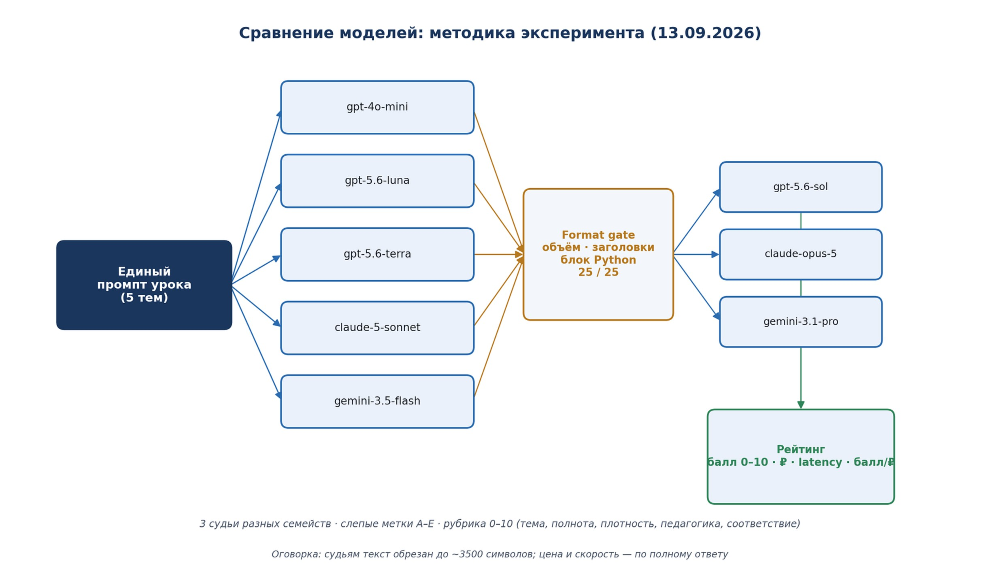 Сравнение моделей: методика эксперимента (13.09.2026)
Единый
промпт урока
(5 тем)
gpt-4o-mini
gpt-5.6-luna
gpt-5.6-terra
claude-5-sonnet
gemini-3.5-flash
Format gate
объём · заголовки
блок Python
25 / 25
gpt-5.6-sol
claude-opus-5
gemini-3.1-pro
Рейтинг
балл 0–10 · ₽ · latency · балл/₽
3 судьи разных семейств · слепые метки A–E · рубрика 0–10 (тема, полнота, плотность, педагогика, соответствие)
Оговорка: судьям текст обрезан до ~3500 символов; цена и скорость — по полному ответу